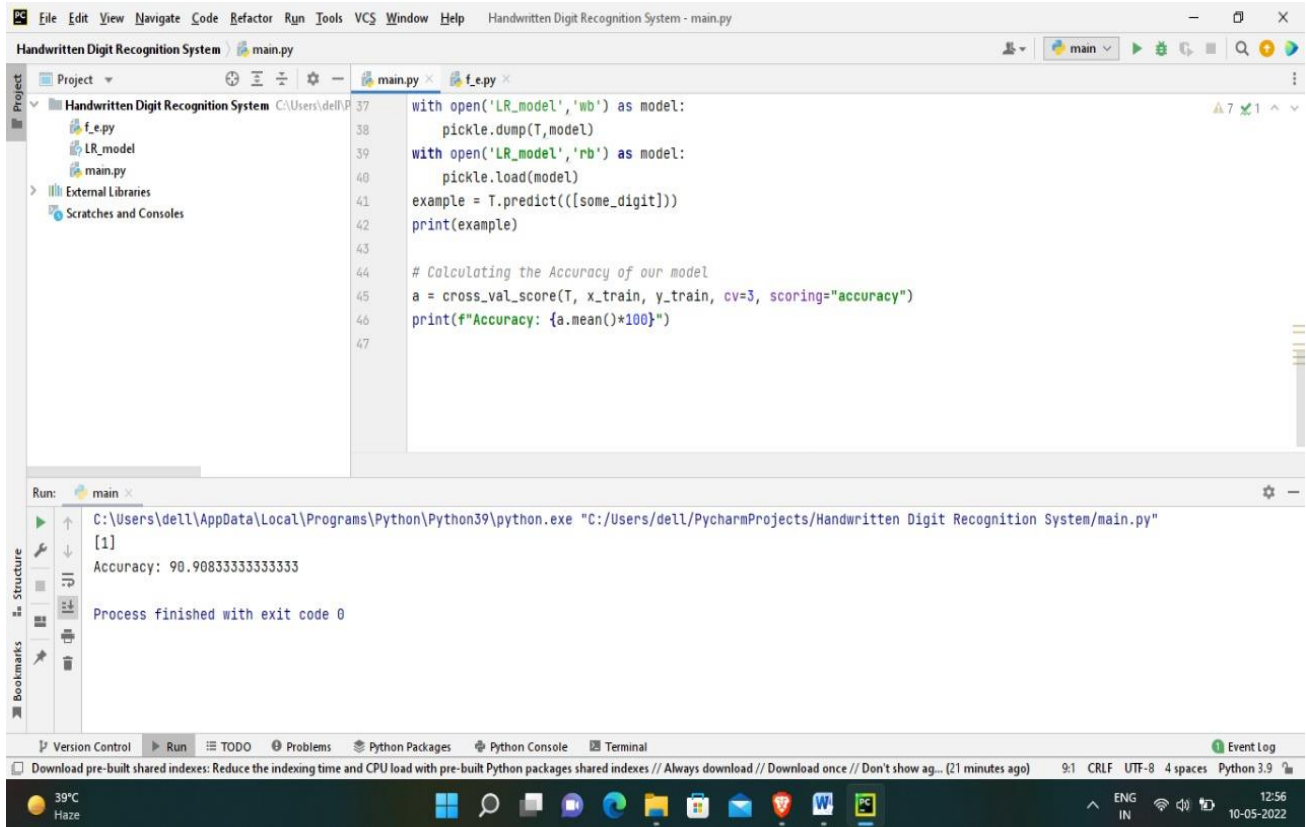 PC File Edit View Navigate Code Refactor Run Tools VCS Window Help Handwritten Digit Recognition System - main.py
Handwritten Digit Recognition System main.py main
Project main.py f_e.py
Project
Handwritten Digit Recognition System C:\Users\dell\P
f_e.py
LR_model
main.py
External Libraries
Scratches and Consoles
37 with open('LR_model','wb') as model:
38 pickle.dump(T,model)
39 with open('LR_model','rb') as model:
40 pickle.load(model)
41 example = T.predict(([some_digit]))
42 print(example)
43
44 # Calculating the Accuracy of our model
45 a = cross_val_score(T, x_train, y_train, cv=3, scoring="accuracy")
46 print(f"Accuracy: {a.mean()*100}")
47
7 1
Run: main
C:\Users\dell\AppData\Local\Programs\Python\Python39\python.exe "C:/Users/dell/PycharmProjects/Handwritten Digit Recognition System/main.py"
[1]
Accuracy: 90.90833333333333
Process finished with exit code 0
Structure
Bookmarks
Version Control Run TODO Problems Python Packages Python Console Terminal 1 Event Log
Download pre-built shared indexes: Reduce the indexing time and CPU load with pre-built Python packages shared indexes // Always download // Download once // Don't show ag... (21 minutes ago) 9:1 CRLF UTF-8 4 spaces Python 3.9
39°C
Haze
W
PC
ENG
IN
12:56
10-05-2022